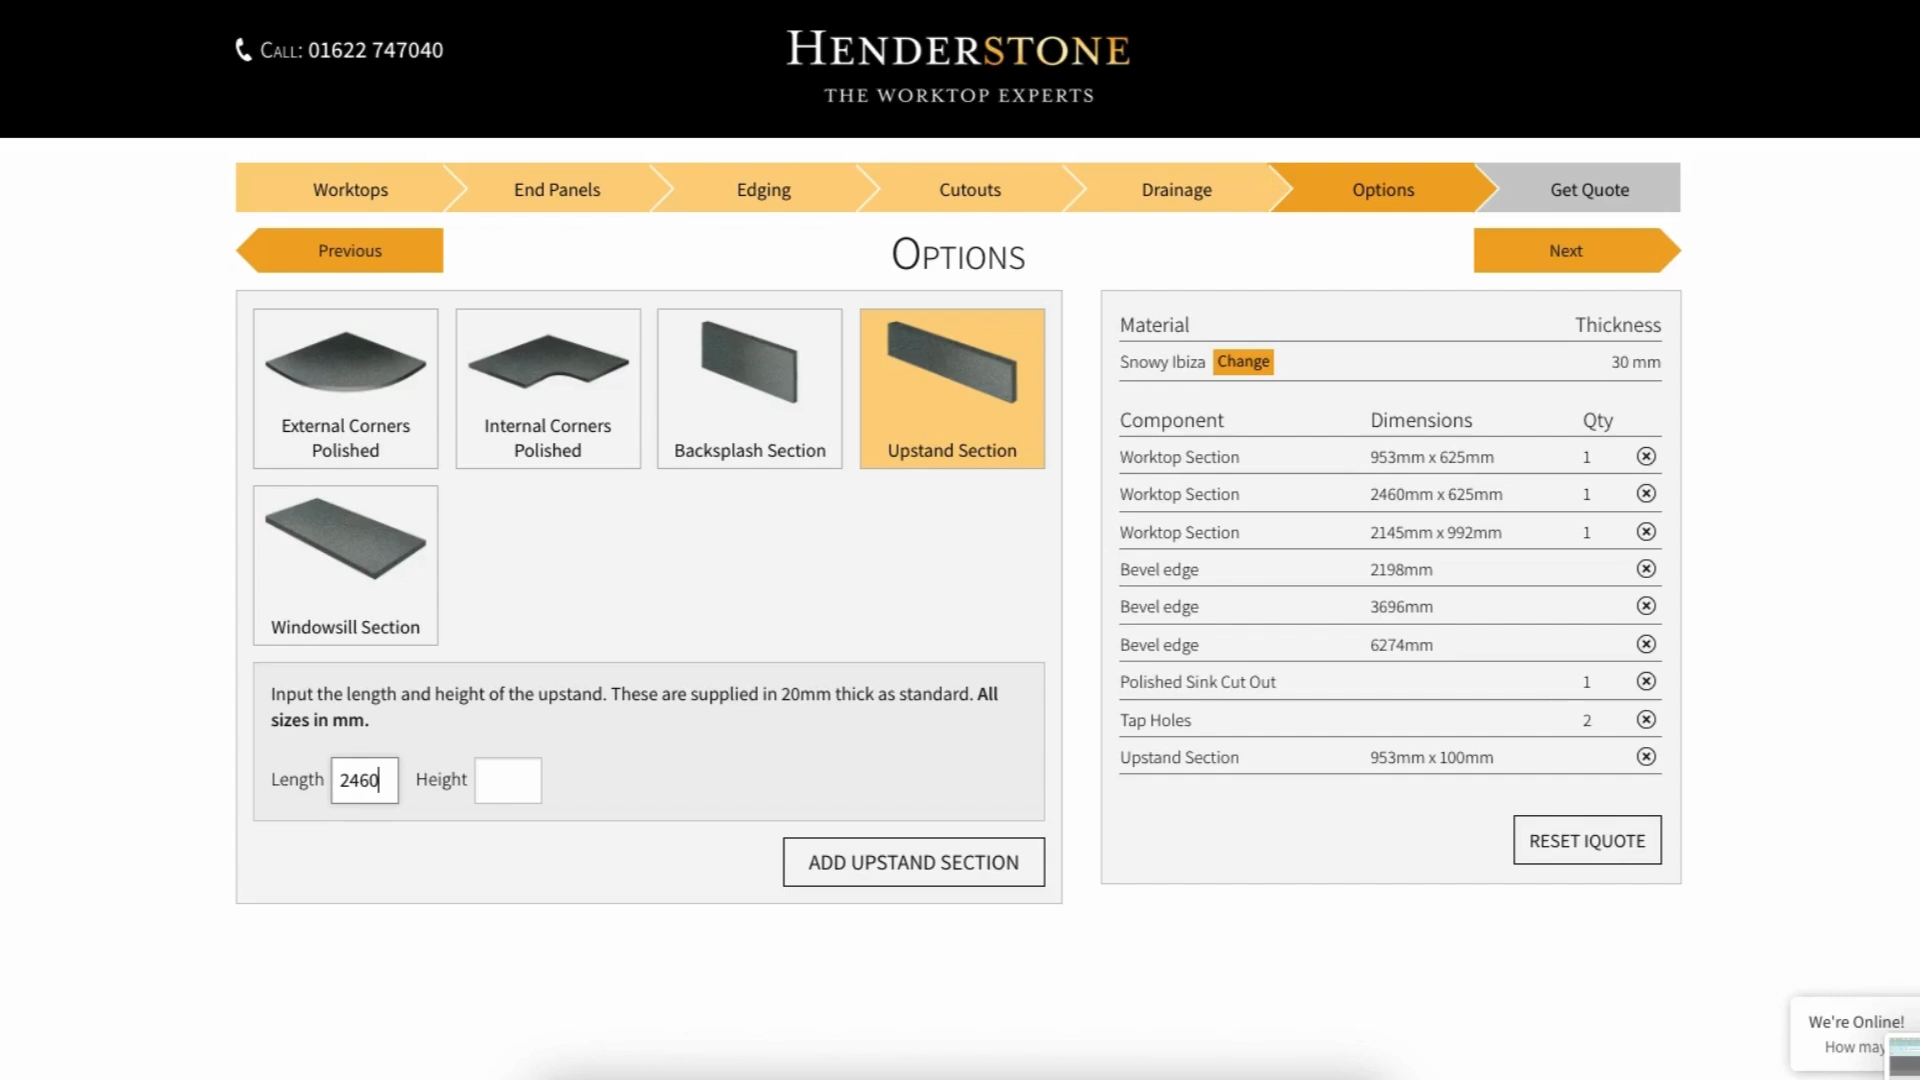 CALL: 01622 747040
HENDERSTONE
THE WORKTOP EXPERTS
Worktops
End Panels
Edging
Cutouts
Drainage
Options
Get Quote
Previous
OPTIONS
Next
External Corners
Polished
Internal Corners
Polished
Backsplash Section
Upstand Section
Windowsill Section
Input the length and height of the upstand. These are supplied in 20mm thick as standard. All
sizes in mm.
Length 2460 Height
ADD UPSTAND SECTION
Material Thickness
Snowy Ibiza Change 30 mm
Component Dimensions Qty
Worktop Section 953mm x 625mm 1
Worktop Section 2460mm x 625mm 1
Worktop Section 2145mm x 992mm 1
Bevel edge 2198mm
Bevel edge 3696mm
Bevel edge 6274mm
Polished Sink Cut Out 1
Tap Holes 2
Upstand Section 953mm x 100mm
RESET IQUOTE
We're Online!
How may